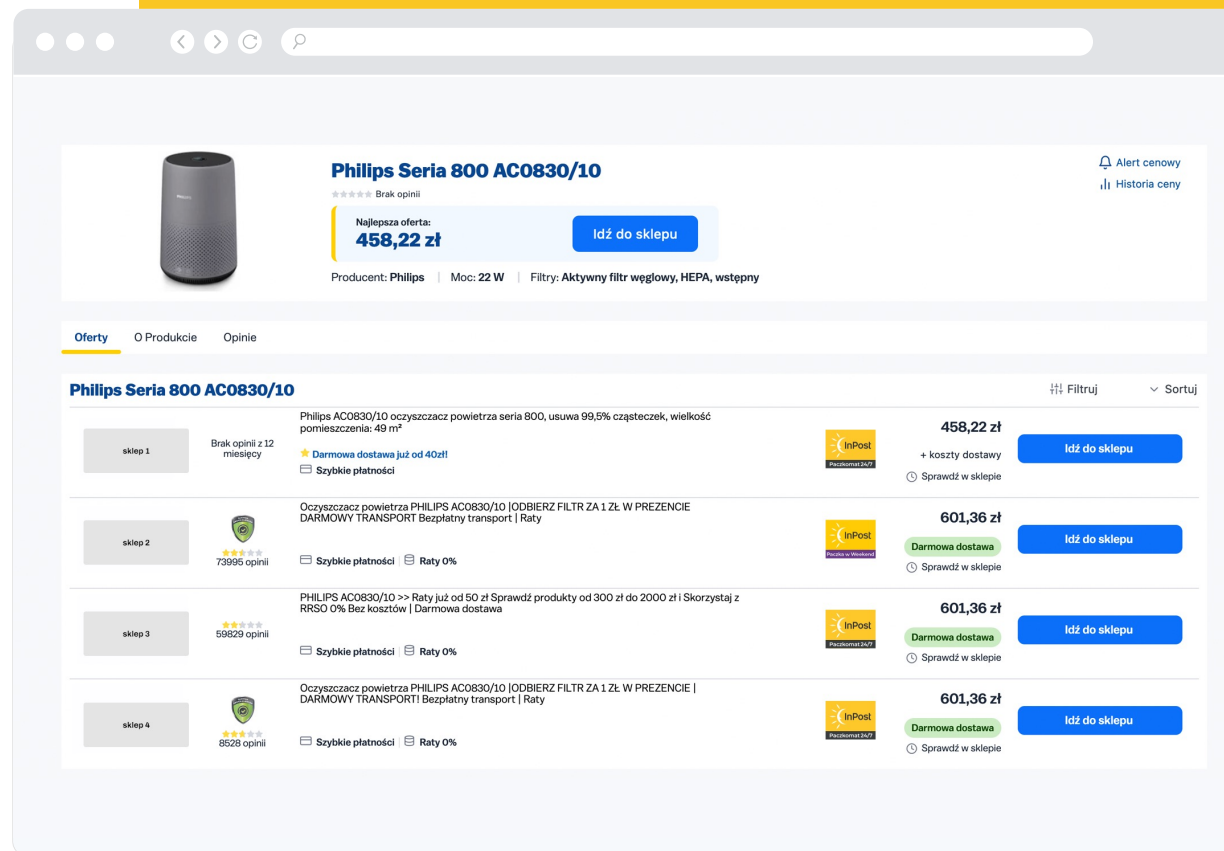 PHILIPS
Philips Seria 800 AC0830/10
Brak opinii
Najlepsza oferta:
458,22 zł
Idź do sklepu
Producent: Philips | Moc: 22 W | Filtry: Aktywny filtr węglowy, HEPA, wstępny
Alert cenowy
Historia ceny
Oferty O Produkcie Opinie
Philips Seria 800 AC0830/10
Filtruj Sortuj
sklep 1
Brak opinii z 12
miesięcy
Philips AC0830/10 oczyszczacz powietrza seria 800, usuwa 99,5% cząsteczek, wielkość
pomieszczenia: 49 m²
Darmowa dostawa już od 40zł!
Szybkie płatności
InPost
Paczkomat 24/7
458,22 zł
+ koszty dostawy
Sprawdź w sklepie
Idź do sklepu
sklep 2
73995 opinii
Oczyszczacz powietrza PHILIPS AC0830/10 |ODBIERZ FILTR ZA 1 ZŁ W PREZENCIE
DARMOWY TRANSPORT Bezpłatny transport | Raty
Szybkie płatności | Raty 0%
InPost
Paczka w Weekend
601,36 zł
Darmowa dostawa
Sprawdź w sklepie
Idź do sklepu
sklep 3
59829 opinii
PHILIPS AC0830/10 >> Raty już od 50 zł Sprawdź produkty od 300 zł do 2000 zł i Skorzystaj z
RRSO 0% Bez kosztów | Darmowa dostawa
Szybkie płatności | Raty 0%
InPost
Paczkomat 24/7
601,36 zł
Darmowa dostawa
Sprawdź w sklepie
Idź do sklepu
sklep 4
8528 opinii
Oczyszczacz powietrza PHILIPS AC0830/10 |ODBIERZ FILTR ZA 1 ZŁ W PREZENCIE |
DARMOWY TRANSPORT! Bezpłatny transport | Raty
Szybkie płatności | Raty 0%
InPost
Paczkomat 24/7
601,36 zł
Darmowa dostawa
Sprawdź w sklepie
Idź do sklepu